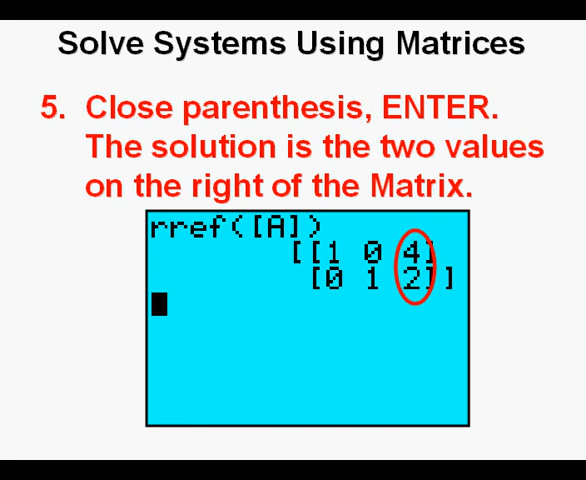 Solve Systems Using Matrices
5. Close parenthesis, ENTER.
The solution is the two values
on the right of the Matrix.
rref([A])
[[1 0 4]
[0 1 2]]